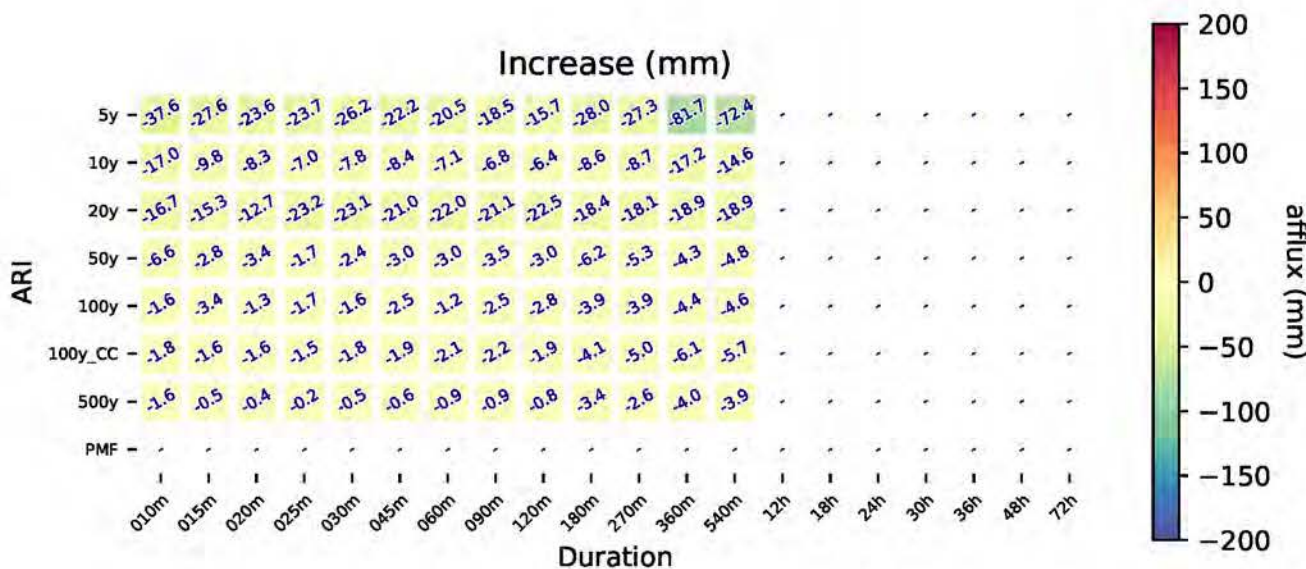 Increase (mm)
5y -37.6 -27.6 -23.6 -23.7 -26.2 -22.2 -20.5 -18.5 -15.7 -28.0 -27.3 -81.7 -72.4 - - - - - - -
10y -17.0 -9.8 -8.3 -7.0 -7.8 -8.4 -7.1 -6.8 -6.4 -8.6 -8.7 -17.2 -14.6 - - - - - - -
20y -16.7 -15.3 -12.7 -23.2 -23.1 -21.0 -22.0 -21.1 -22.5 -18.4 -18.1 -18.9 -18.9 - - - - - - -
50y -6.6 -2.8 -3.4 -1.7 -2.4 -3.0 -3.0 -3.5 -3.0 -6.2 -5.3 -4.3 -4.8 - - - - - - -
100y -1.6 -3.4 -1.3 -1.7 -1.6 -2.5 -1.2 -2.5 -2.8 -3.9 -3.9 -4.4 -4.6 - - - - - - -
100y_CC -1.8 -1.6 -1.6 -1.5 -1.8 -1.9 -2.1 -2.2 -1.9 -4.1 -5.0 -6.1 -5.7 - - - - - - -
500y -1.6 -0.5 -0.4 -0.2 -0.5 -0.6 -0.9 -0.9 -0.8 -3.4 -2.6 -4.0 -3.9 - - - - - - -
PMF - - - - - - - - - - - - - - - - - - - -
010m 015m 020m 025m 030m 045m 060m 090m 120m 180m 270m 360m 540m 12h 18h 24h 30h 36h 48h 72h
Duration
ARI
200
150
100
50
0
−50
−100
−150
−200
afflux (mm)